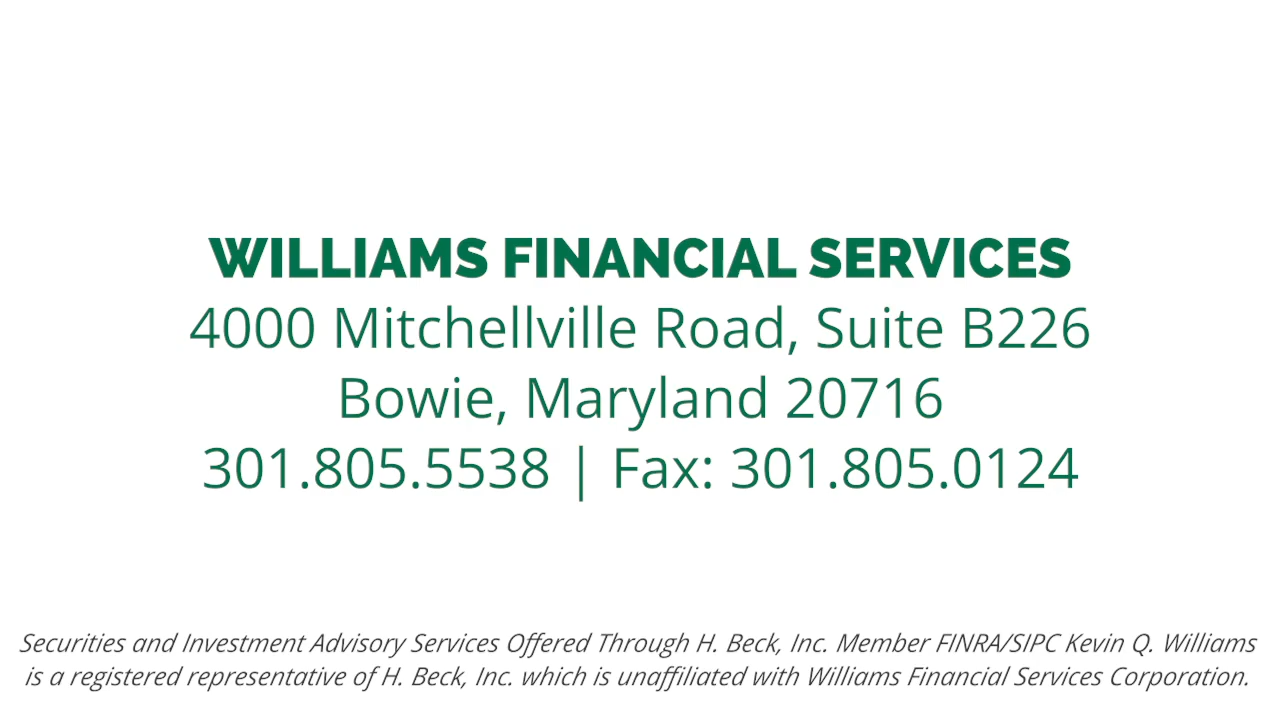 WILLIAMS FINANCIAL SERVICES
4000 Mitchellville Road, Suite B226
Bowie, Maryland 20716
301.805.5538 | Fax: 301.805.0124
Securities and Investment Advisory Services Offered Through H. Beck, Inc. Member FINRA/SIPC Kevin Q. Williams
is a registered representative of H. Beck, Inc. which is unaffiliated with Williams Financial Services Corporation.